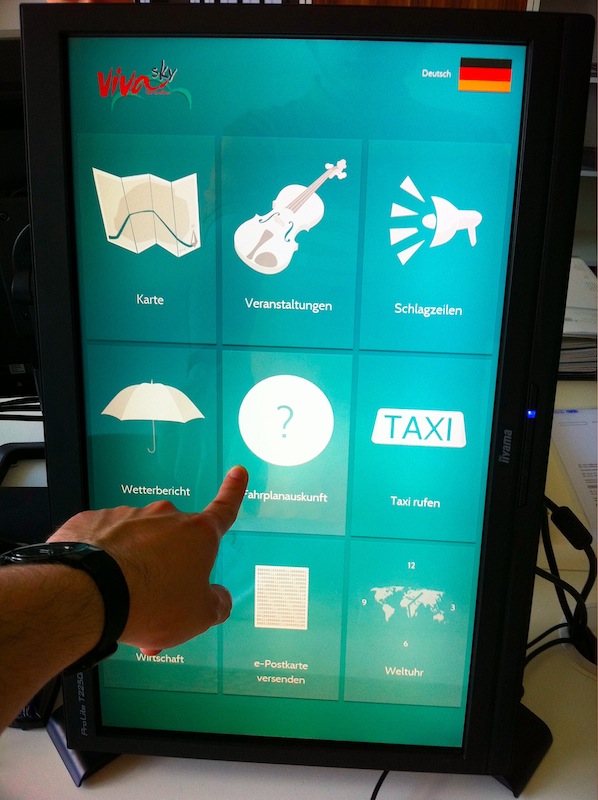 Viva sky
Deutsch
Karte
Veranstaltungen
Schlagzeilen
?
TAXI
Wetterbericht
Fahrplanauskunft
Taxi rufen
12
9
3
6
Wirtschaft
e-Postkarte
versenden
Weltuhr
iiyama